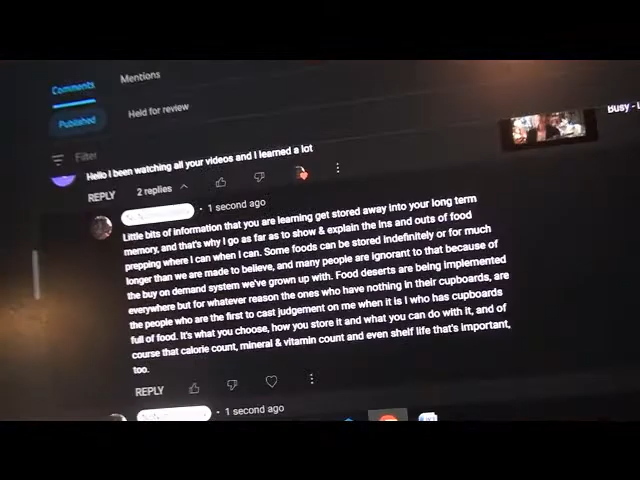 Comments
Mentions
Published
Held for review
Filter
Busy -
Hello I been watching all your videos and I learned a lot
REPLY
2 replies
• 1 second ago
Little bits of information that you are learning get stored away into your long term
memory, and that's why I go as far as to show & explain the ins and outs of food
prepping where I can when I can. Some foods can be stored indefinitely or for much
longer than we are made to believe, and many people are ignorant to that because of
the buy on demand system we've grown up with. Food deserts are being implemented
everywhere but for whatever reason the ones who have nothing in their cupboards, are
the people who are the first to cast judgement on me when it is I who has cupboards
full of food. It's what you choose, how you store it and what you can do with it, and of
course that calorie count, mineral & vitamin count and even shelf life that's important,
too.
REPLY
• 1 second ago